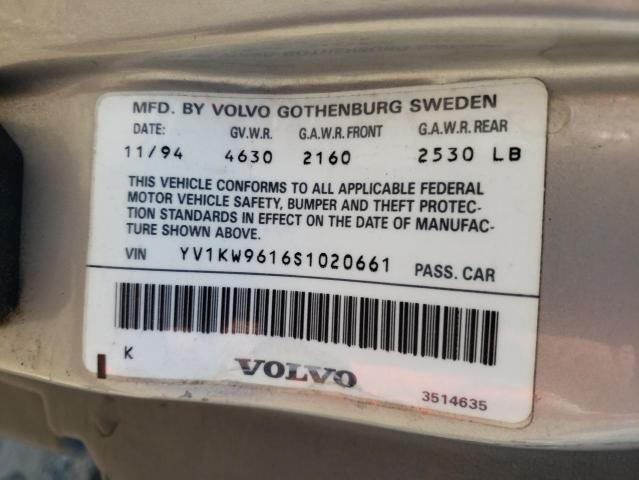 MFD. BY VOLVO GOTHENBURG SWEDEN
DATE: G.V.W.R. G.A.W.R. FRONT G.A.W.R. REAR
11/94 4630 2160 2530 LB
THIS VEHICLE CONFORMS TO ALL APPLICABLE FEDERAL
MOTOR VEHICLE SAFETY, BUMPER AND THEFT PROTEC-
TION STANDARDS IN EFFECT ON THE DATE OF MANUFAC-
TURE SHOWN ABOVE.
VIN YV1KW9616S1020661 PASS. CAR
K VOLVO
3514635